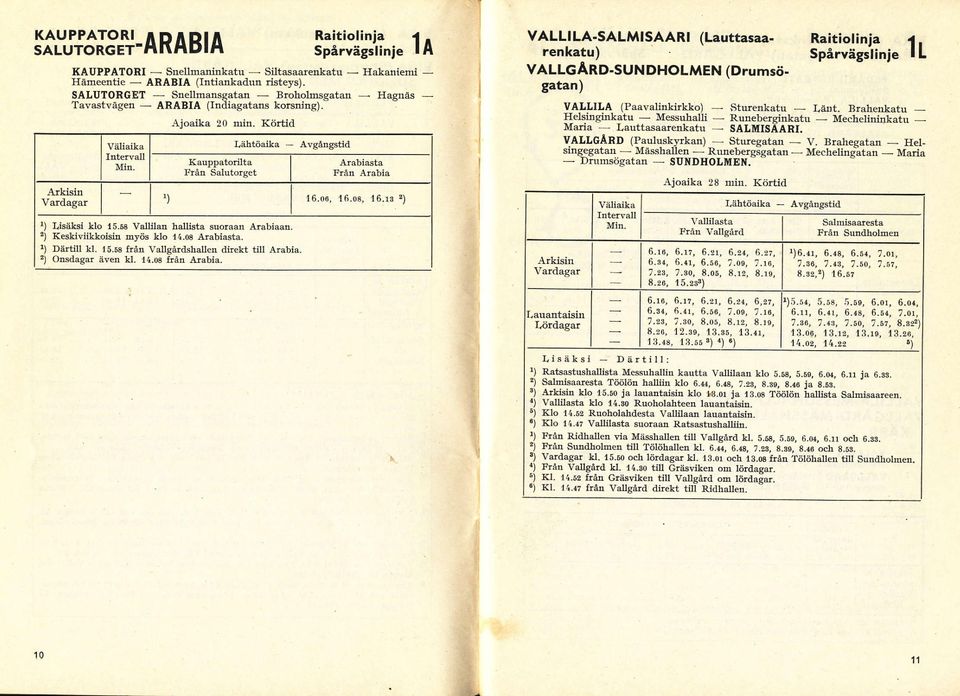 KAUPPATORI
SALUTORGET-ARABIA
Raitiolinja
Spårvägslinje 1A
KAUPPATORI — Snellmaninkatu — Siltasaarenkatu — Hakaniemi —
Hämeentie — ARABIA (Intiankadun risteys).
SALUTORGET — Snellmansgatan — Broholmsgatan — Hagnäs —
Tavastvägen — ARABIA (Indiagatans korsning).
Ajoaika 20 min. Körtid
Väliaika
Intervall
Min.
Lähtöaika — Avgångstid
Kauppatorilta
Från Salutorget
Arabiasta
Från Arabia
Arkisin
Vardagar
— ¹) 16.06, 16.08, 16.13 ²)
¹) Lisäksi klo 15.58 Vallilan hallista suoraan Arabiaan.
²) Keskiviikkoisin myös klo 14.08 Arabiasta.
¹) Därtill kl. 15.58 från Vallgårdshallen direkt till Arabia.
²) Onsdagar även kl. 14.08 från Arabia.
10
VALLILA-SALMISAARI (Lauttasaa-
renkatu)
VALLGÅRD-SUNDHOLMEN (Drumsö-
gatan)
Raitiolinja
Spårvägslinje 1L
VALLILA (Paavalinkirkko) — Sturenkatu — Länt. Brahenkatu —
Helsinginkatu — Messuhalli — Runeberginkatu — Mechelininkatu —
Maria — Lauttasaarenkatu — SALMISAARI.
VALLGÅRD (Pauluskyrkan) — Sturegatan — V. Brahegatan — Hel-
singegatan — Mässhallen — Runebergsgatan — Mechelingatan — Maria
— Drumsögatan — SUNDHOLMEN.
Ajoaika 28 min. Körtid
Väliaika
Intervall
Min.
Lähtöaika — Avgångstid
Vallilasta
Från Vallgård
Salmisaaresta
Från Sundholmen
Arkisin
Vardagar
— 6.16, 6.17, 6.21, 6.24, 6.27, ¹)6.41, 6.48, 6.54, 7.01,
— 6.34, 6.41, 6.56, 7.09, 7.16, 7.36, 7.43, 7.50, 7.57,
— 7.23, 7.30, 8.05, 8.12, 8.19, 8.32,²) 16.57
— 8.26, 15.23³)
Lauantaisin
Lördagar
— 6.16, 6.17, 6.21, 6.24, 6,27, ¹)5.54, 5.58, 5.59, 6.01, 6.04,
— 6.34, 6.41, 6.56, 7.09, 7.16, 6.11, 6.41, 6.48, 6.54, 7.01,
— 7.23, 7.30, 8.05, 8.12, 8.19, 7.36, 7.43, 7.50, 7.57, 8.32²)
— 8.26, 12.39, 13.35, 13.41, 13.06, 13.12, 13.19, 13.26,
— 13.48, 13.55 ³) ⁴) ⁶) 14.02, 14.22 ⁵)
Lisäksi — Därtill:
¹) Ratsastushallista Messuhallin kautta Vallilaan klo 5.58, 5.59, 6.04, 6.11 ja 6.33.
²) Salmisaaresta Töölön halliin klo 6.44, 6.48, 7.23, 8.39, 8.46 ja 8.53.
³) Arkisin klo 15.50 ja lauantaisin klo 13.01 ja 13.08 Töölön hallista Salmisaareen.
⁴) Vallilasta klo 14.30 Ruoholahteen lauantaisin.
⁵) Klo 14.52 Ruoholahdesta Vallilaan lauantaisin.
⁶) Klo 14.47 Vallilasta suoraan Ratsastushalliin.
¹) Från Ridhallen via Mässhallen till Vallgård kl. 5.58, 5.59, 6.04, 6.11 och 6.33.
²) Från Sundholmen till Tölöhallen kl. 6.44, 6.48, 7.23, 8.39, 8.46 och 8.53.
³) Vardagar kl. 15.50 och lördagar kl. 13.01 och 13.08 från Tölöhallen till Sundholmen.
⁴) Från Vallgård kl. 14.30 till Gräsviken om lördagar.
⁵) Kl. 14.52 från Gräsviken till Vallgård om lördagar.
⁶) Kl. 14.47 från Vallgård direkt till Ridhallen.
11